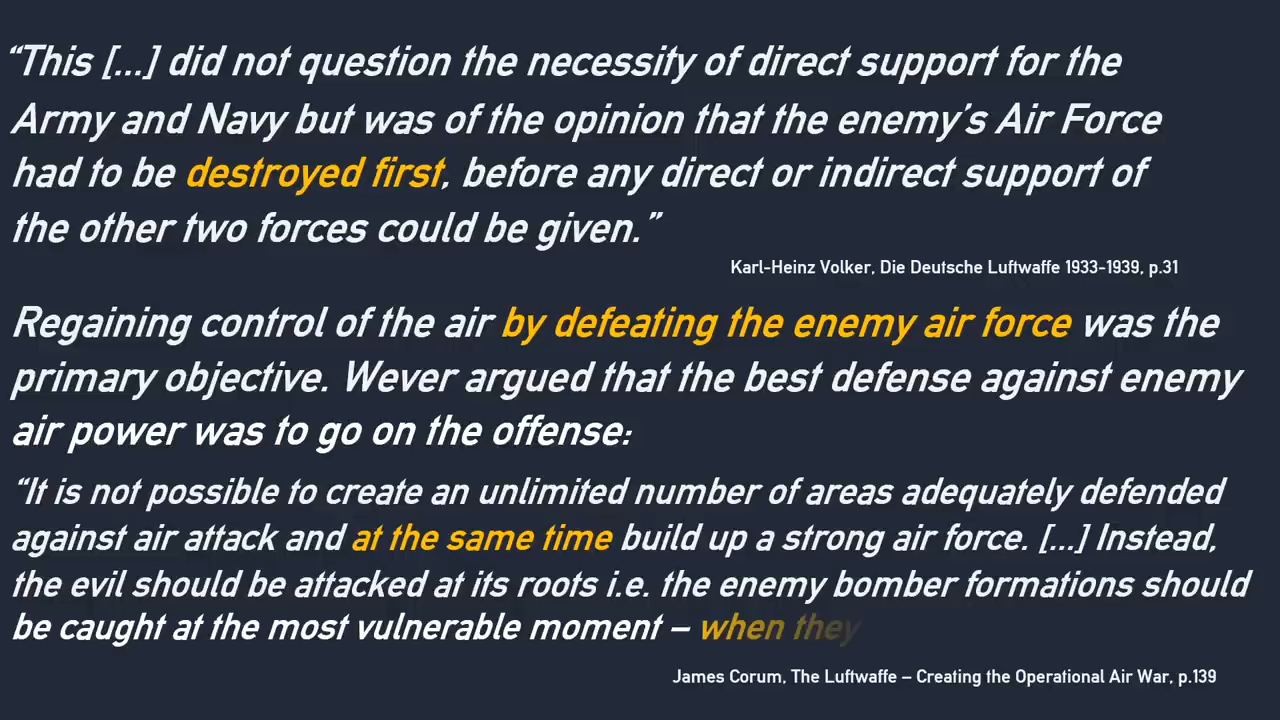 “This [...] did not question the necessity of direct support for the
Army and Navy but was of the opinion that the enemy’s Air Force
had to be destroyed first, before any direct or indirect support of
the other two forces could be given.”
Karl-Heinz Volker, Die Deutsche Luftwaffe 1933-1939, p.31
Regaining control of the air by defeating the enemy air force was the
primary objective. Wever argued that the best defense against enemy
air power was to go on the offense:
“It is not possible to create an unlimited number of areas adequately defended
against air attack and at the same time build up a strong air force. [...] Instead,
the evil should be attacked at its roots i.e. the enemy bomber formations should
be caught at the most vulnerable moment – when they
James Corum, The Luftwaffe – Creating the Operational Air War, p.139